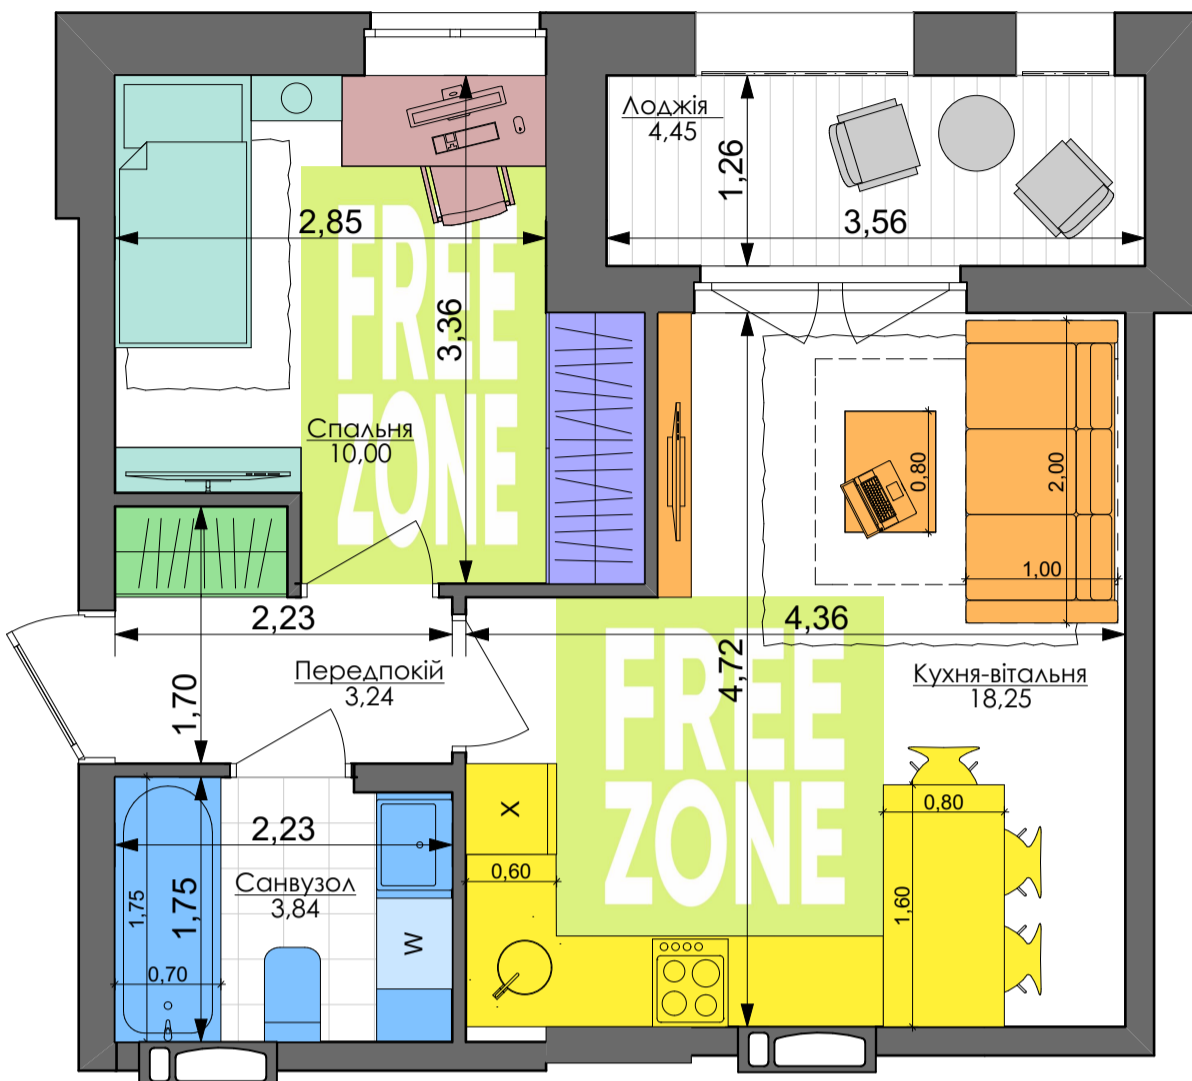 Лоджія
4,45
1,26
3,56
2,85
3,36
FREE
ZONE
Спальня
10,00
0,80
2,00
1,00
2,23
4,36
4,72
1,70
Передпокій
3,24
Кухня-вітальня
18,25
FREE
ZONE
X
0,60
0,80
1,60
2,23
1,75
1,75
Санвузол
3,84
0,70
W